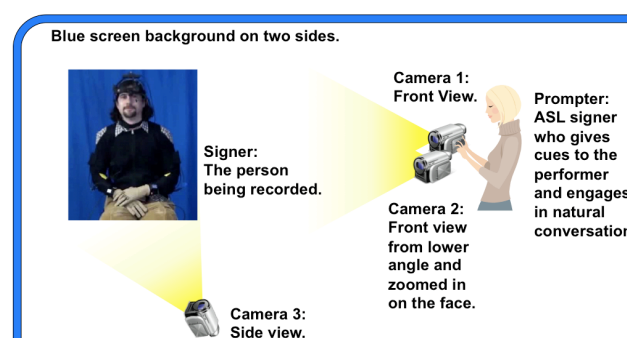 Blue screen background on two sides.
Signer:
The person
being recorded.
Camera 1:
Front View.
Camera 2:
Front view
from lower
angle and
zoomed in
on the face.
Prompter:
ASL signer
who gives
cues to the
performer
and engages
in natural
conversation
Camera 3:
Side view.